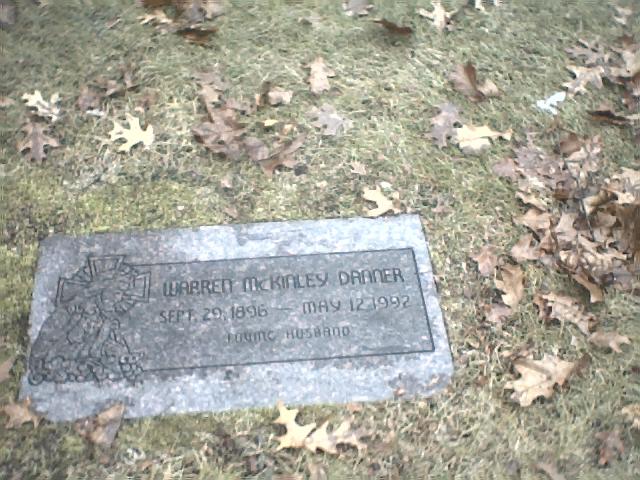 WARREN McKINLEY DANNER
SEPT. 29, 1896 — MAY 12, 1992
LOVING HUSBAND